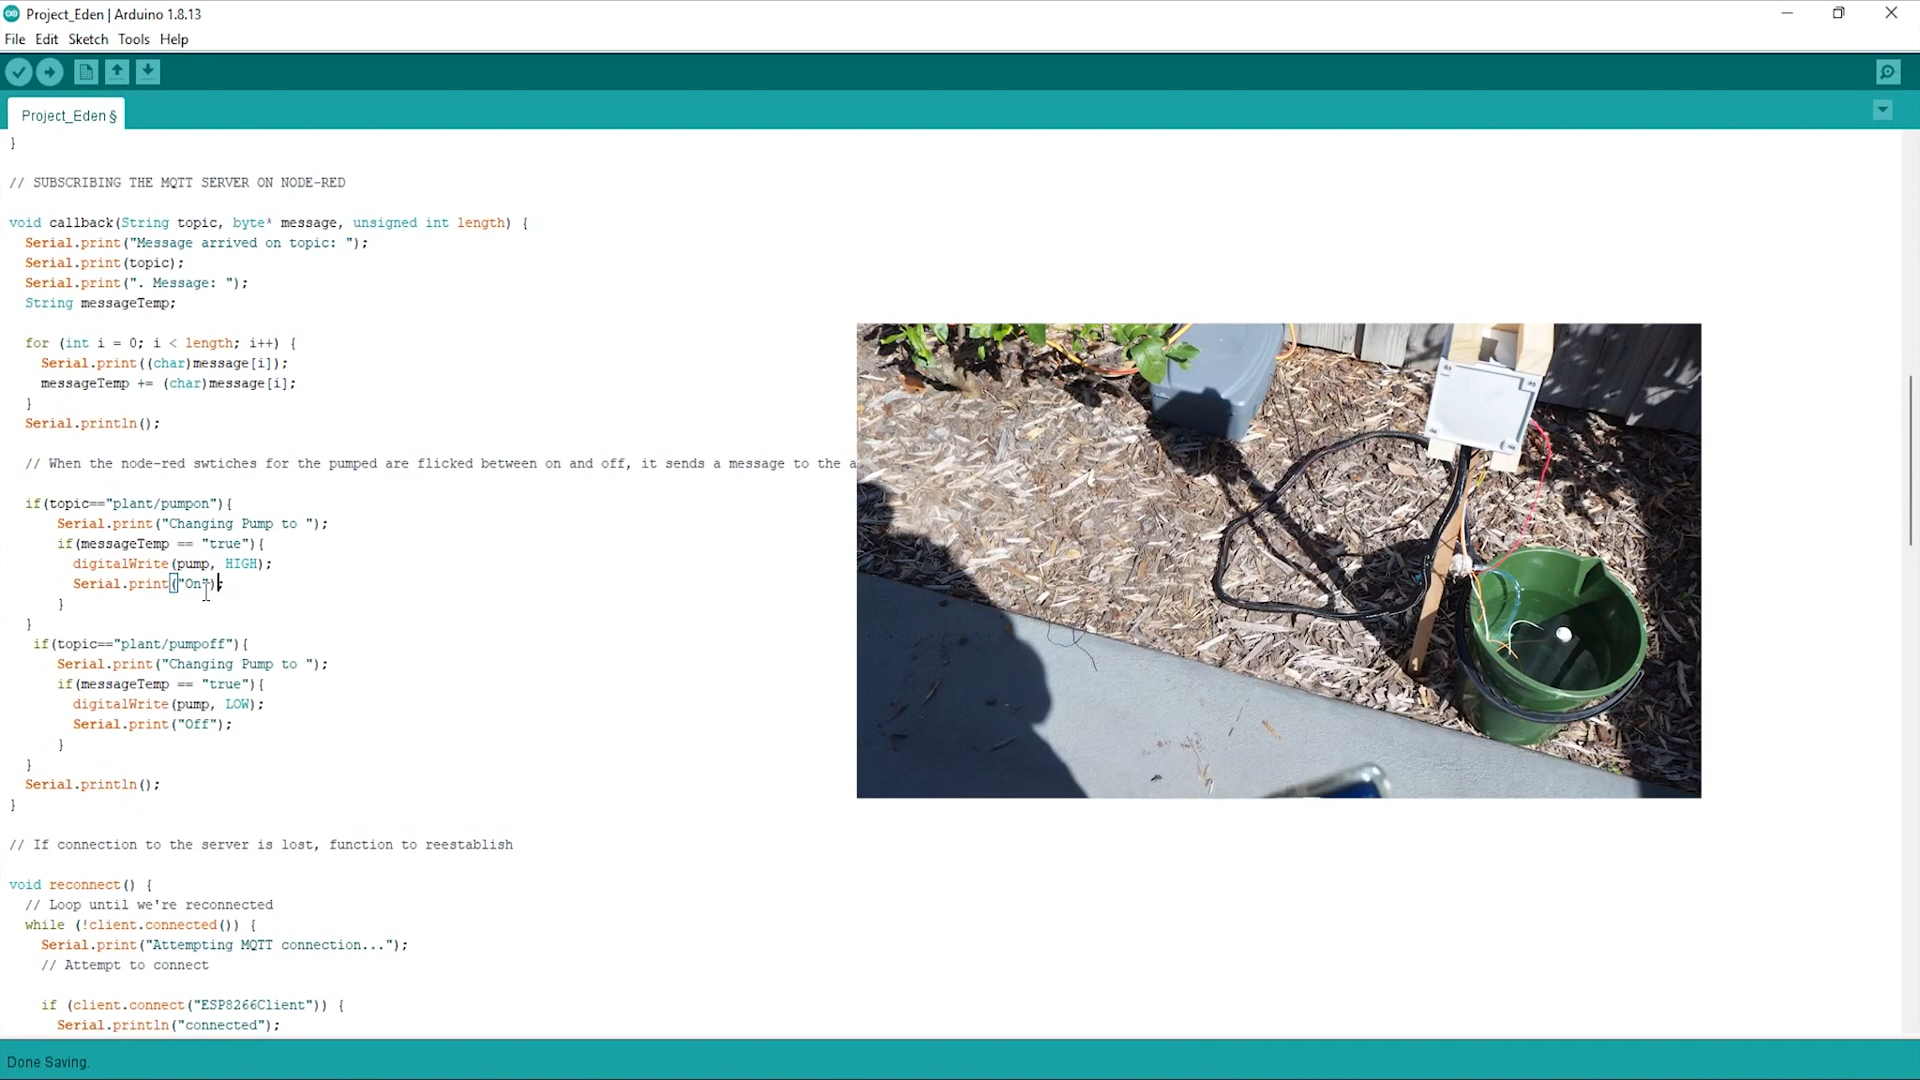 Project_Eden | Arduino 1.8.13
File Edit Sketch Tools Help
Project_Eden §
}
// SUBSCRIBING THE MQTT SERVER ON NODE-RED
void callback(String topic, byte* message, unsigned int length) {
Serial.print("Message arrived on topic: ");
Serial.print(topic);
Serial.print(". Message: ");
String messageTemp;
for (int i = 0; i < length; i++) {
Serial.print((char)message[i]);
messageTemp += (char)message[i];
}
Serial.println();
// When the node-red swtiches for the pumped are flicked between on and off, it sends a message to the a
if(topic=="plant/pumpon"){
Serial.print("Changing Pump to ");
if(messageTemp == "true"){
digitalWrite(pump, HIGH);
Serial.print("On");
}
}
if(topic=="plant/pumpoff"){
Serial.print("Changing Pump to ");
if(messageTemp == "true"){
digitalWrite(pump, LOW);
Serial.print("Off");
}
}
Serial.println();
}
// If connection to the server is lost, function to reestablish
void reconnect() {
// Loop until we're reconnected
while (!client.connected()) {
Serial.print("Attempting MQTT connection...");
// Attempt to connect
if (client.connect("ESP8266Client")) {
Serial.println("connected");
Done Saving.